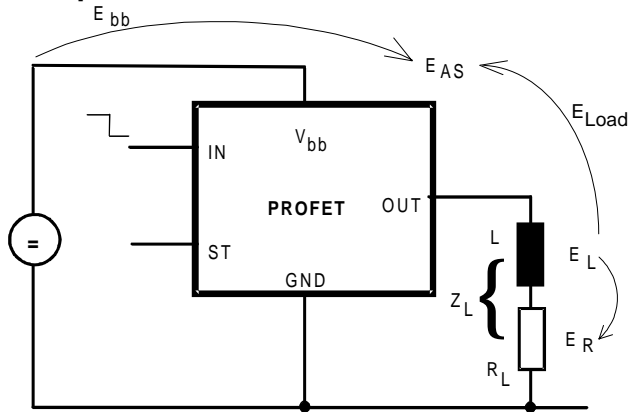 E bb
E AS
E Load
V bb
IN
PROFET
OUT
=
ST
L
E L
GND
Z L {
E R
R L